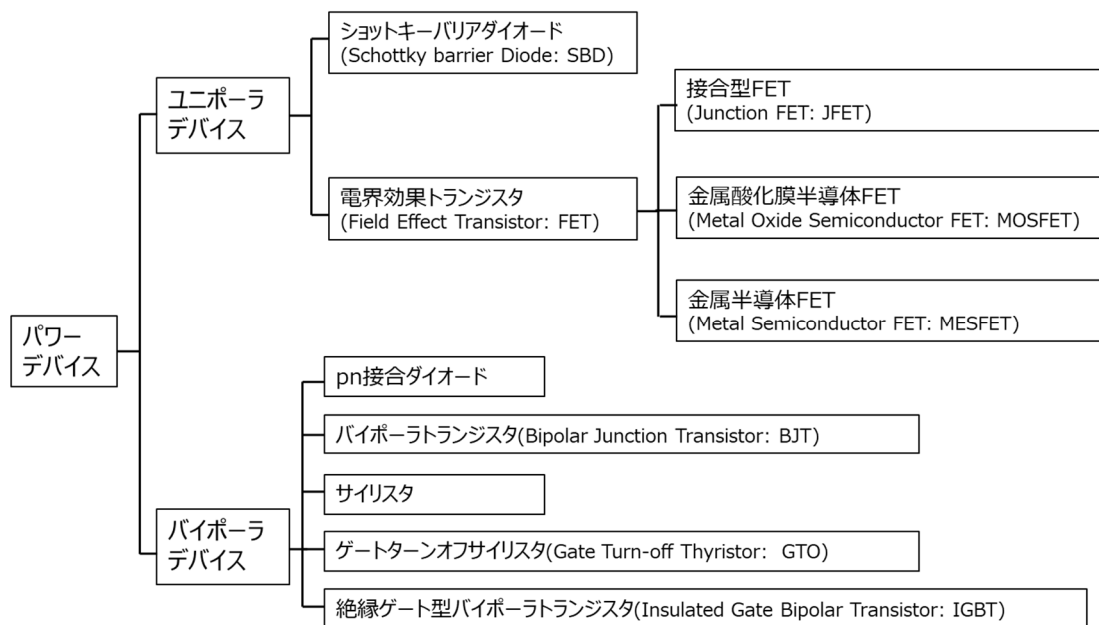 パワー
デバイス
ユニポーラ
デバイス
ショットキーバリアダイオード
(Schottky barrier Diode: SBD)
電界効果トランジスタ
(Field Effect Transistor: FET)
接合型FET
(Junction FET: JFET)
金属酸化膜半導体FET
(Metal Oxide Semiconductor FET: MOSFET)
金属半導体FET
(Metal Semiconductor FET: MESFET)
バイポーラ
デバイス
pn接合ダイオード
バイポーラトランジスタ(Bipolar Junction Transistor: BJT)
サイリスタ
ゲートターンオフサイリスタ(Gate Turn-off Thyristor: GTO)
絶縁ゲート型バイポーラトランジスタ(Insulated Gate Bipolar Transistor: IGBT)